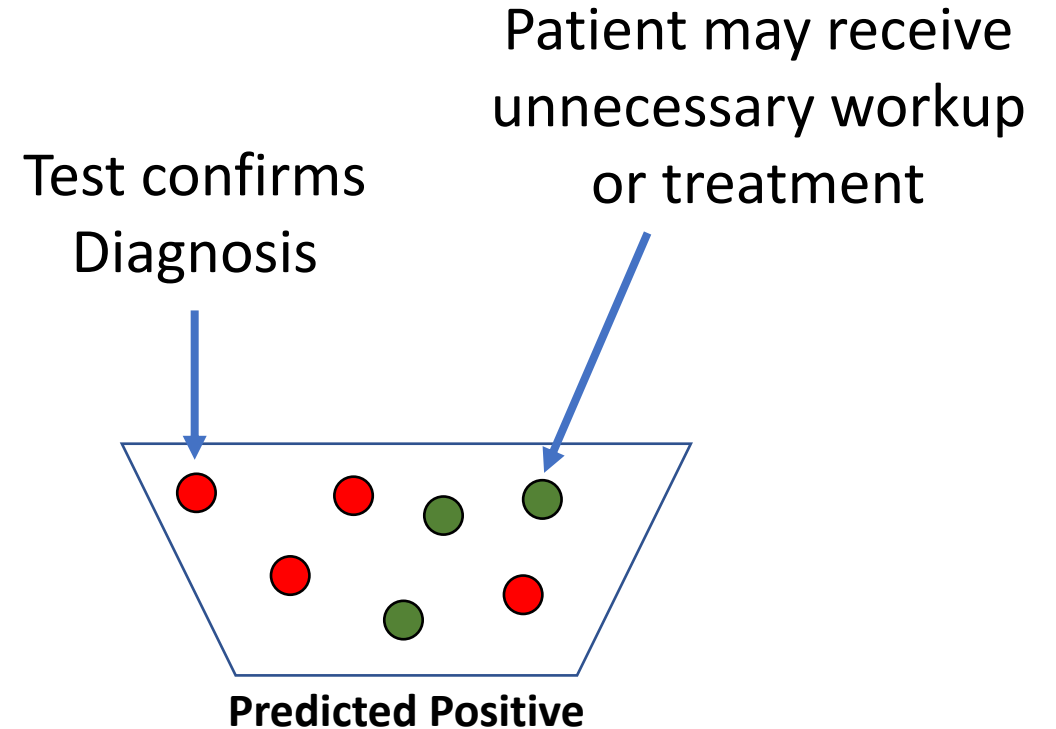 Test confirms
Diagnosis
Patient may receive
unnecessary workup
or treatment
Predicted Positive